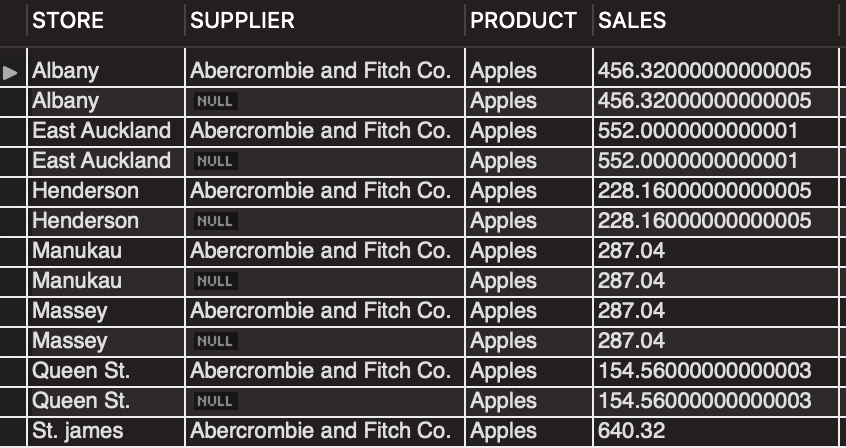 STORE SUPPLIER PRODUCT SALES
Albany Abercrombie and Fitch Co. Apples 456.32000000000005
Albany NULL Apples 456.32000000000005
East Auckland Abercrombie and Fitch Co. Apples 552.0000000000001
East Auckland NULL Apples 552.0000000000001
Henderson Abercrombie and Fitch Co. Apples 228.16000000000005
Henderson NULL Apples 228.16000000000005
Manukau Abercrombie and Fitch Co. Apples 287.04
Manukau NULL Apples 287.04
Massey Abercrombie and Fitch Co. Apples 287.04
Massey NULL Apples 287.04
Queen St. Abercrombie and Fitch Co. Apples 154.56000000000003
Queen St. NULL Apples 154.56000000000003
St. james Abercrombie and Fitch Co. Apples 640.32